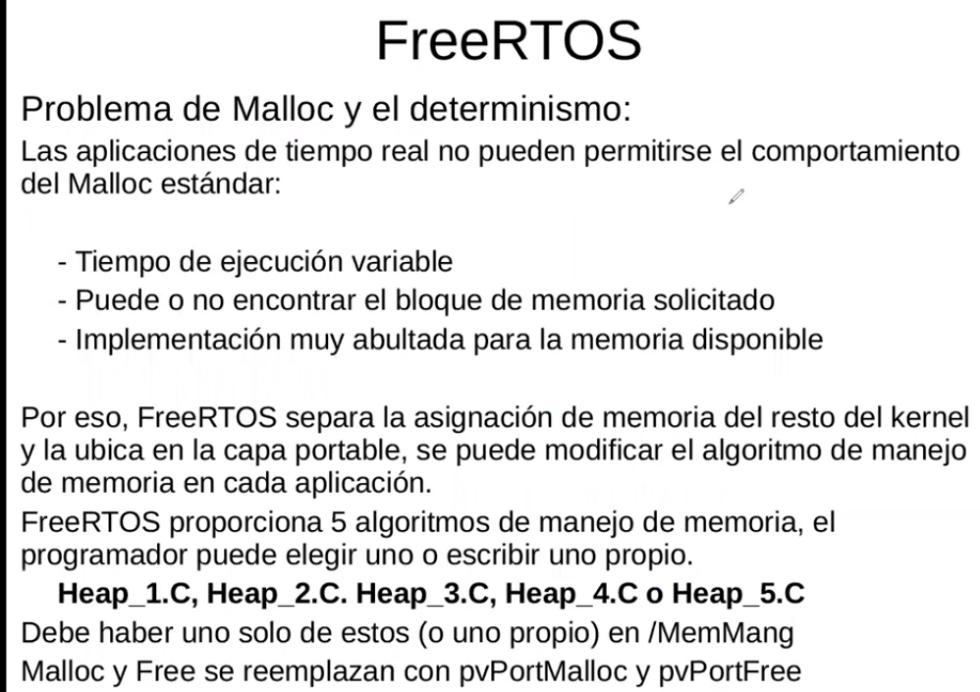 FreeRTOS
Problema de Malloc y el determinismo:
Las aplicaciones de tiempo real no pueden permitirse el comportamiento
del Malloc estándar:
- Tiempo de ejecución variable
- Puede o no encontrar el bloque de memoria solicitado
- Implementación muy abultada para la memoria disponible
Por eso, FreeRTOS separa la asignación de memoria del resto del kernel
y la ubica en la capa portable, se puede modificar el algoritmo de manejo
de memoria en cada aplicación.
FreeRTOS proporciona 5 algoritmos de manejo de memoria, el
programador puede elegir uno o escribir uno propio.
Heap_1.C, Heap_2.C. Heap_3.C, Heap_4.C o Heap_5.C
Debe haber uno solo de estos (o uno propio) en /MemMang
Malloc y Free se reemplazan con pvPortMalloc y pvPortFree